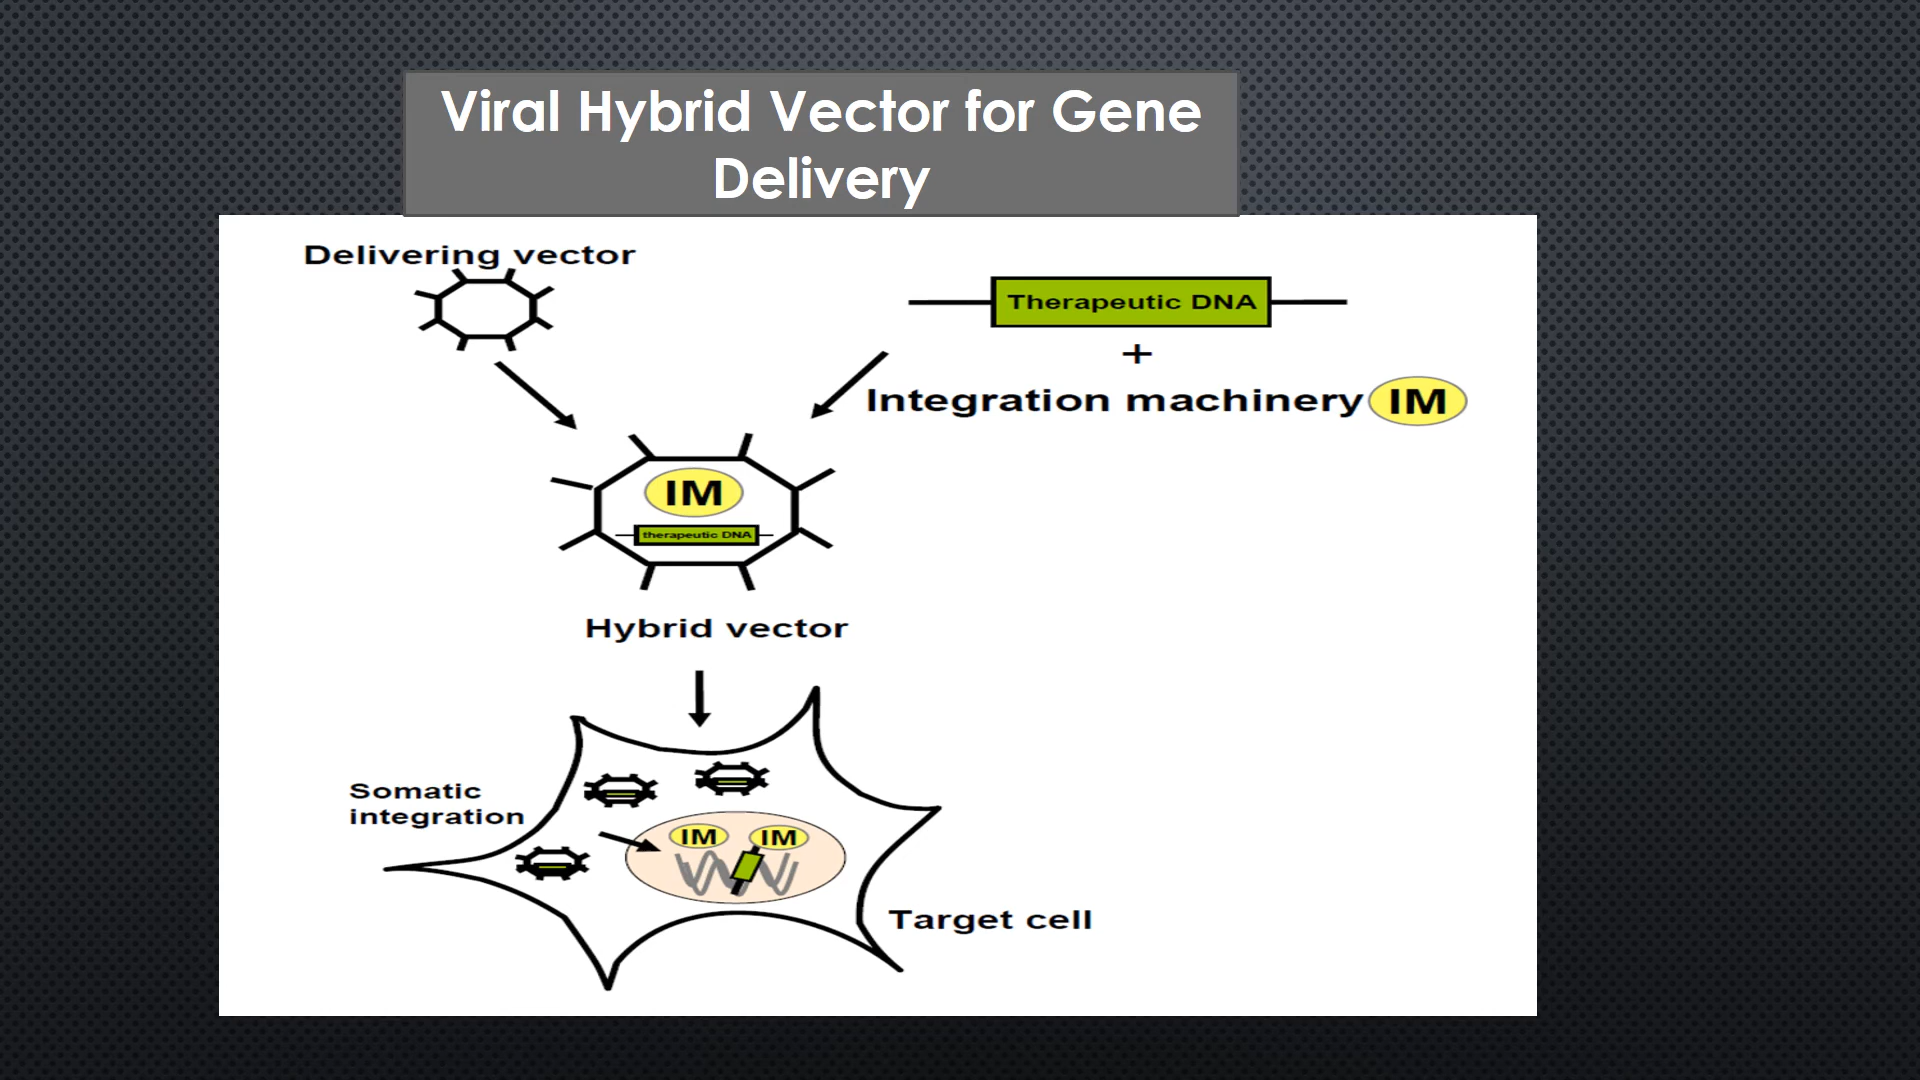 Viral Hybrid Vector for Gene
Delivery
Delivering vector
Therapeutic DNA
+
Integration machinery IM
IM
therapeutic DNA
Hybrid vector
Somatic
integration
IM IM
Target cell